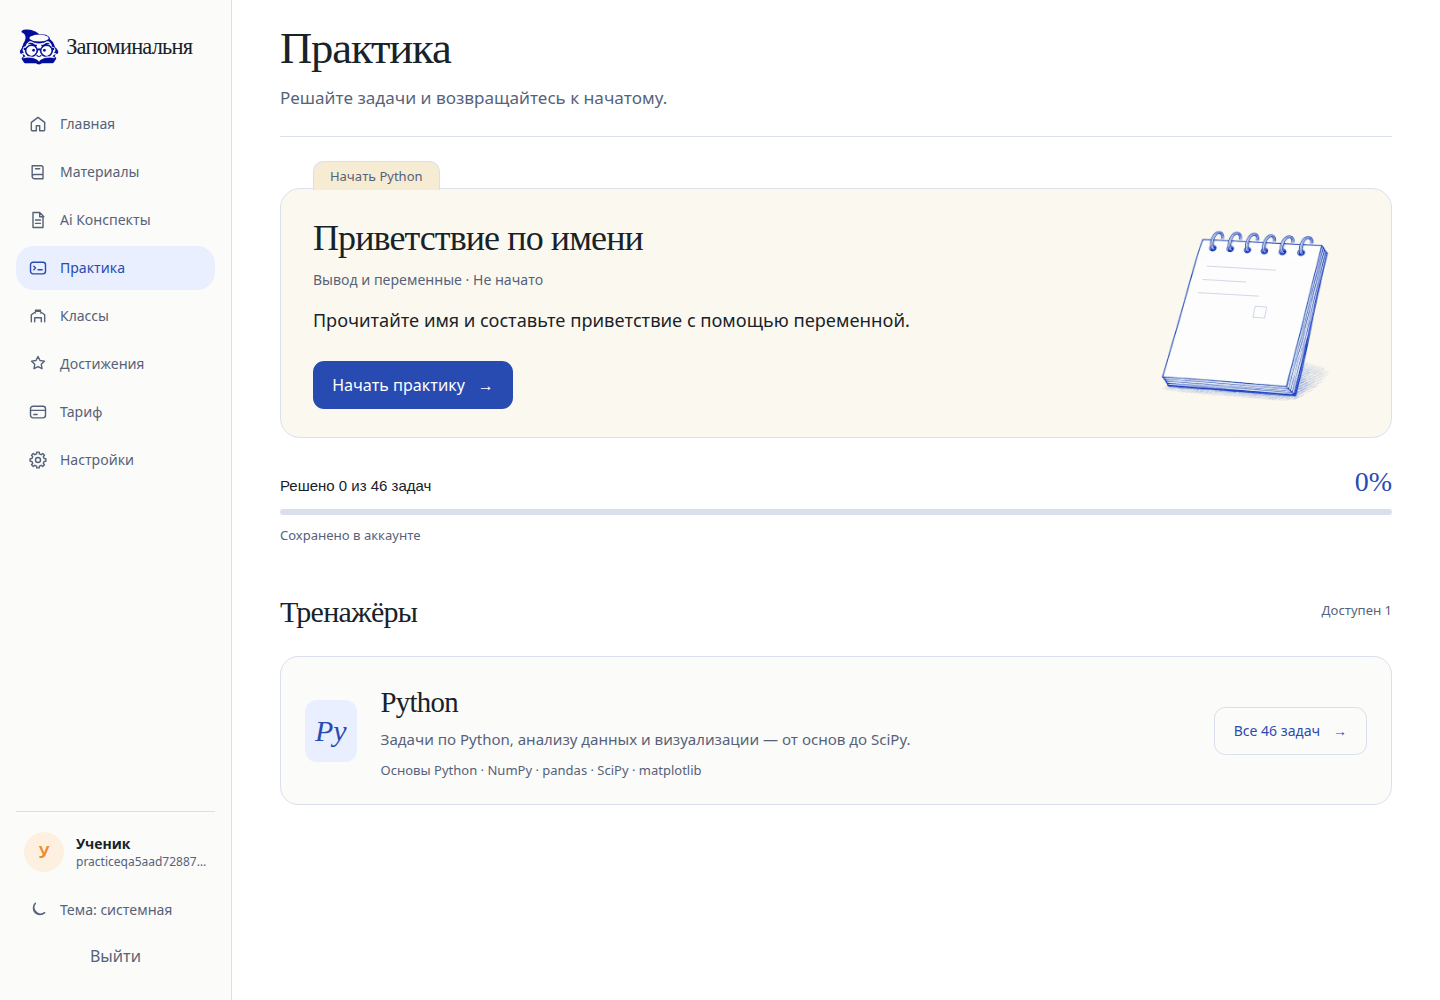 Запоминальня
Главная
Материалы
Ai Конспекты
Практика
Классы
Достижения
Тариф
Настройки
Ученик
practiceqa5aad72887...
Тема: системная
Выйти
Практика
Решайте задачи и возвращайтесь к начатому.
Начать Python
Приветствие по имени
Вывод и переменные · Не начато
Прочитайте имя и составьте приветствие с помощью переменной.
Начать практику →
Решено 0 из 46 задач
0%
Сохранено в аккаунте
Тренажёры
Доступен 1
Py
Python
Задачи по Python, анализу данных и визуализации — от основ до SciPy.
Основы Python · NumPy · pandas · SciPy · matplotlib
Все 46 задач →